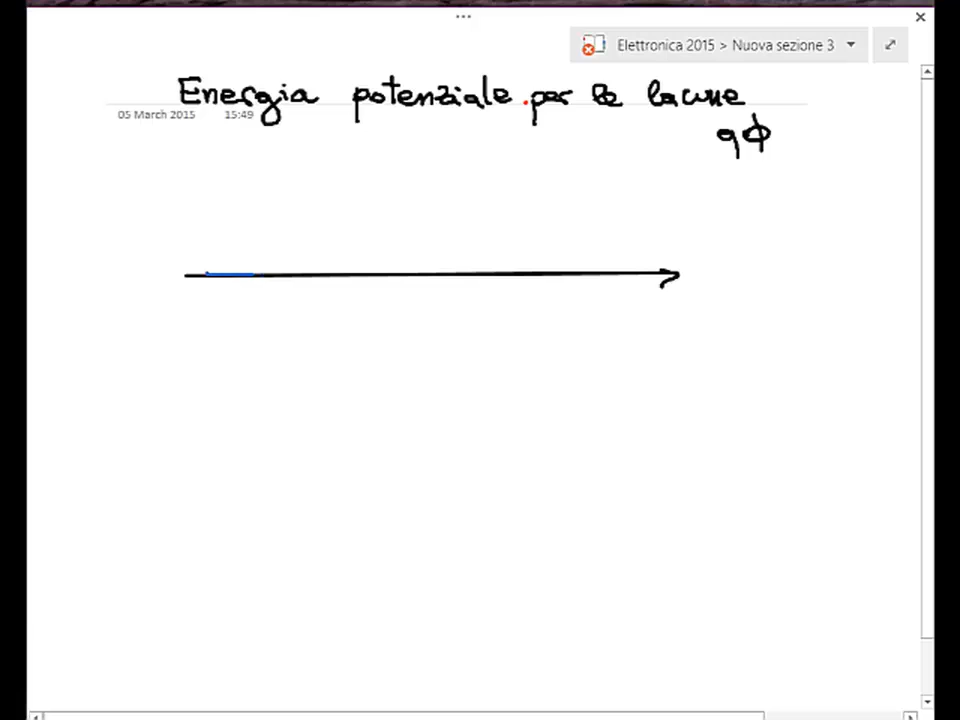 Elettronica 2015 > Nuova sezione 3
Energia potenziale per le lacune
05 March 2015 15:49
qϕ